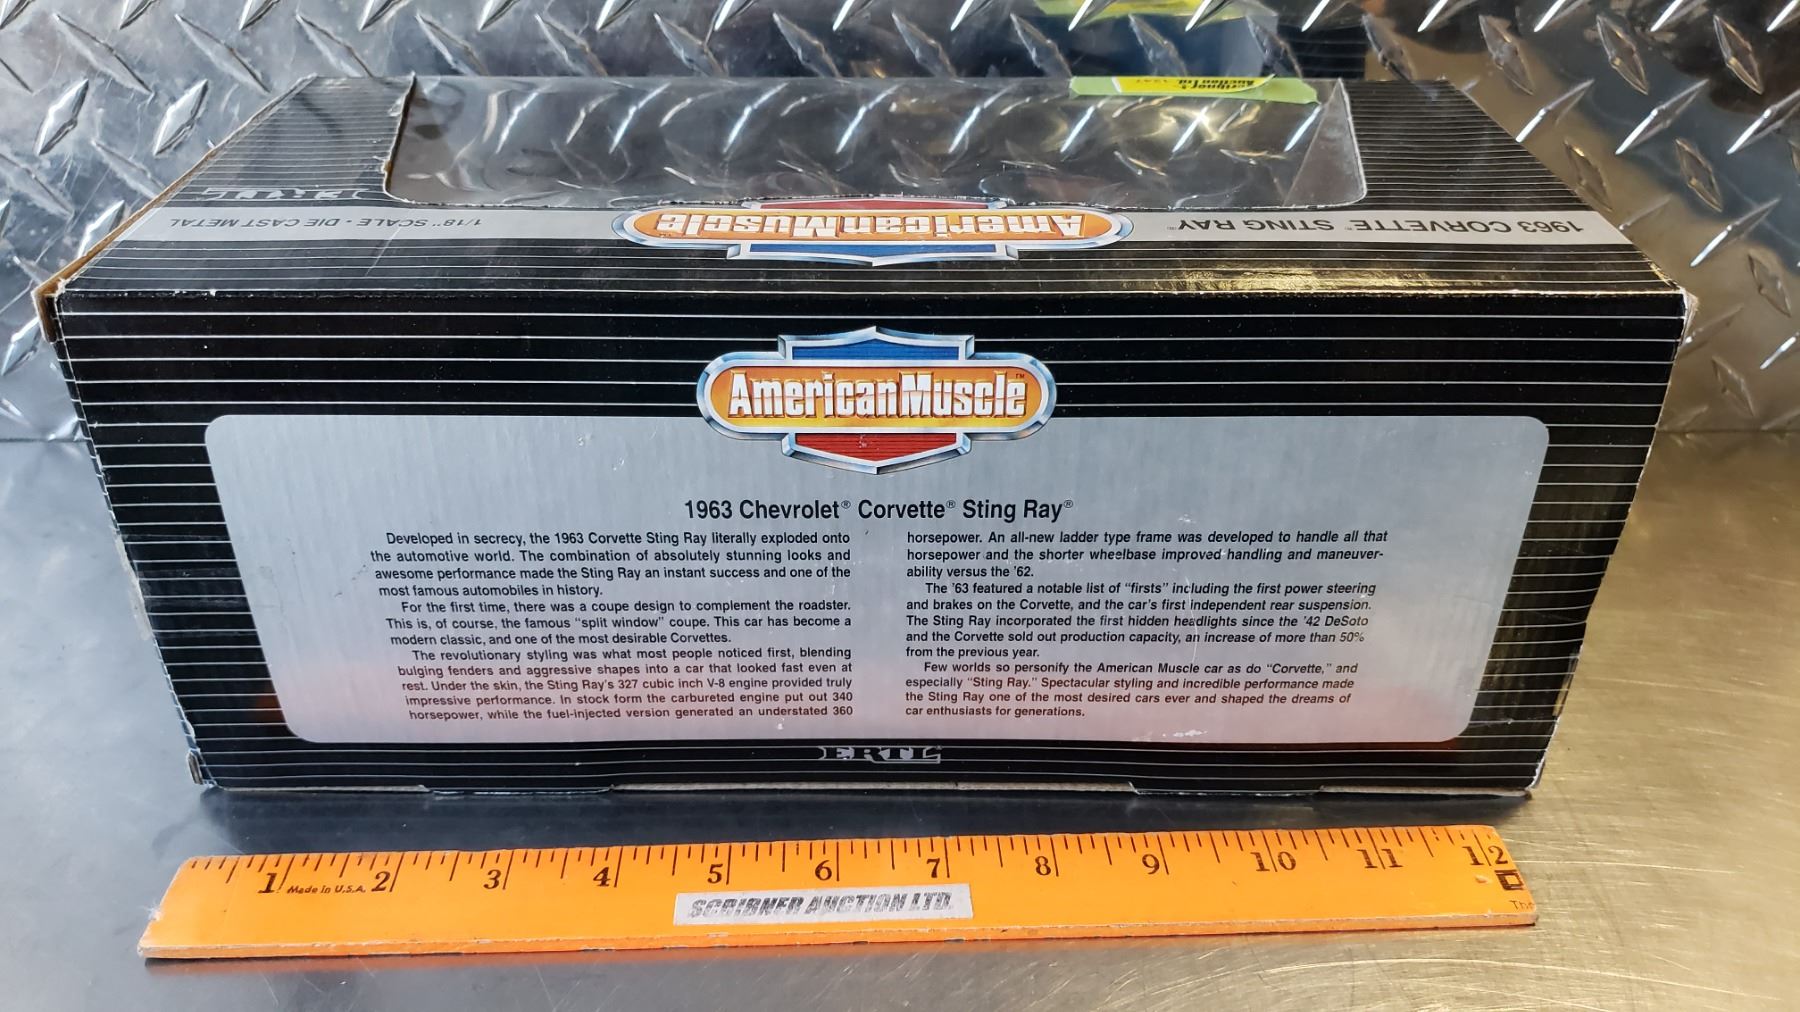 Scribner
Auction Ltd.
ERTL
1/18" SCALE • DIE CAST METAL
AmericanMuscle
1963 CORVETTE® STING RAY®
AmericanMuscle™
1963 Chevrolet® Corvette® Sting Ray®
Developed in secrecy, the 1963 Corvette Sting Ray literally exploded onto
the automotive world. The combination of absolutely stunning looks and
awesome performance made the Sting Ray an instant success and one of the
most famous automobiles in history.
For the first time, there was a coupe design to complement the roadster.
This is, of course, the famous "split window" coupe. This car has become a
modern classic, and one of the most desirable Corvettes.
The revolutionary styling was what most people noticed first, blending
bulging fenders and aggressive shapes into a car that looked fast even at
rest. Under the skin, the Sting Ray's 327 cubic inch V-8 engine provided truly
impressive performance. In stock form the carbureted engine put out 340
horsepower, while the fuel-injected version generated an understated 360
horsepower. An all-new ladder type frame was developed to handle all that
horsepower and the shorter wheelbase improved handling and maneuver-
ability versus the '62.
The '63 featured a notable list of "firsts" including the first power steering
and brakes on the Corvette, and the car's first independent rear suspension.
The Sting Ray incorporated the first hidden headlights since the '42 DeSoto
and the Corvette sold out production capacity, an increase of more than 50%
from the previous year.
Few worlds so personify the American Muscle car as do "Corvette," and
especially "Sting Ray." Spectacular styling and incredible performance made
the Sting Ray one of the most desired cars ever and shaped the dreams of
car enthusiasts for generations.
ERTL
1 2 3 4 5 6 7 8 9 10 11 12
Made in U.S.A.
SCRIBNER AUCTION LTD.